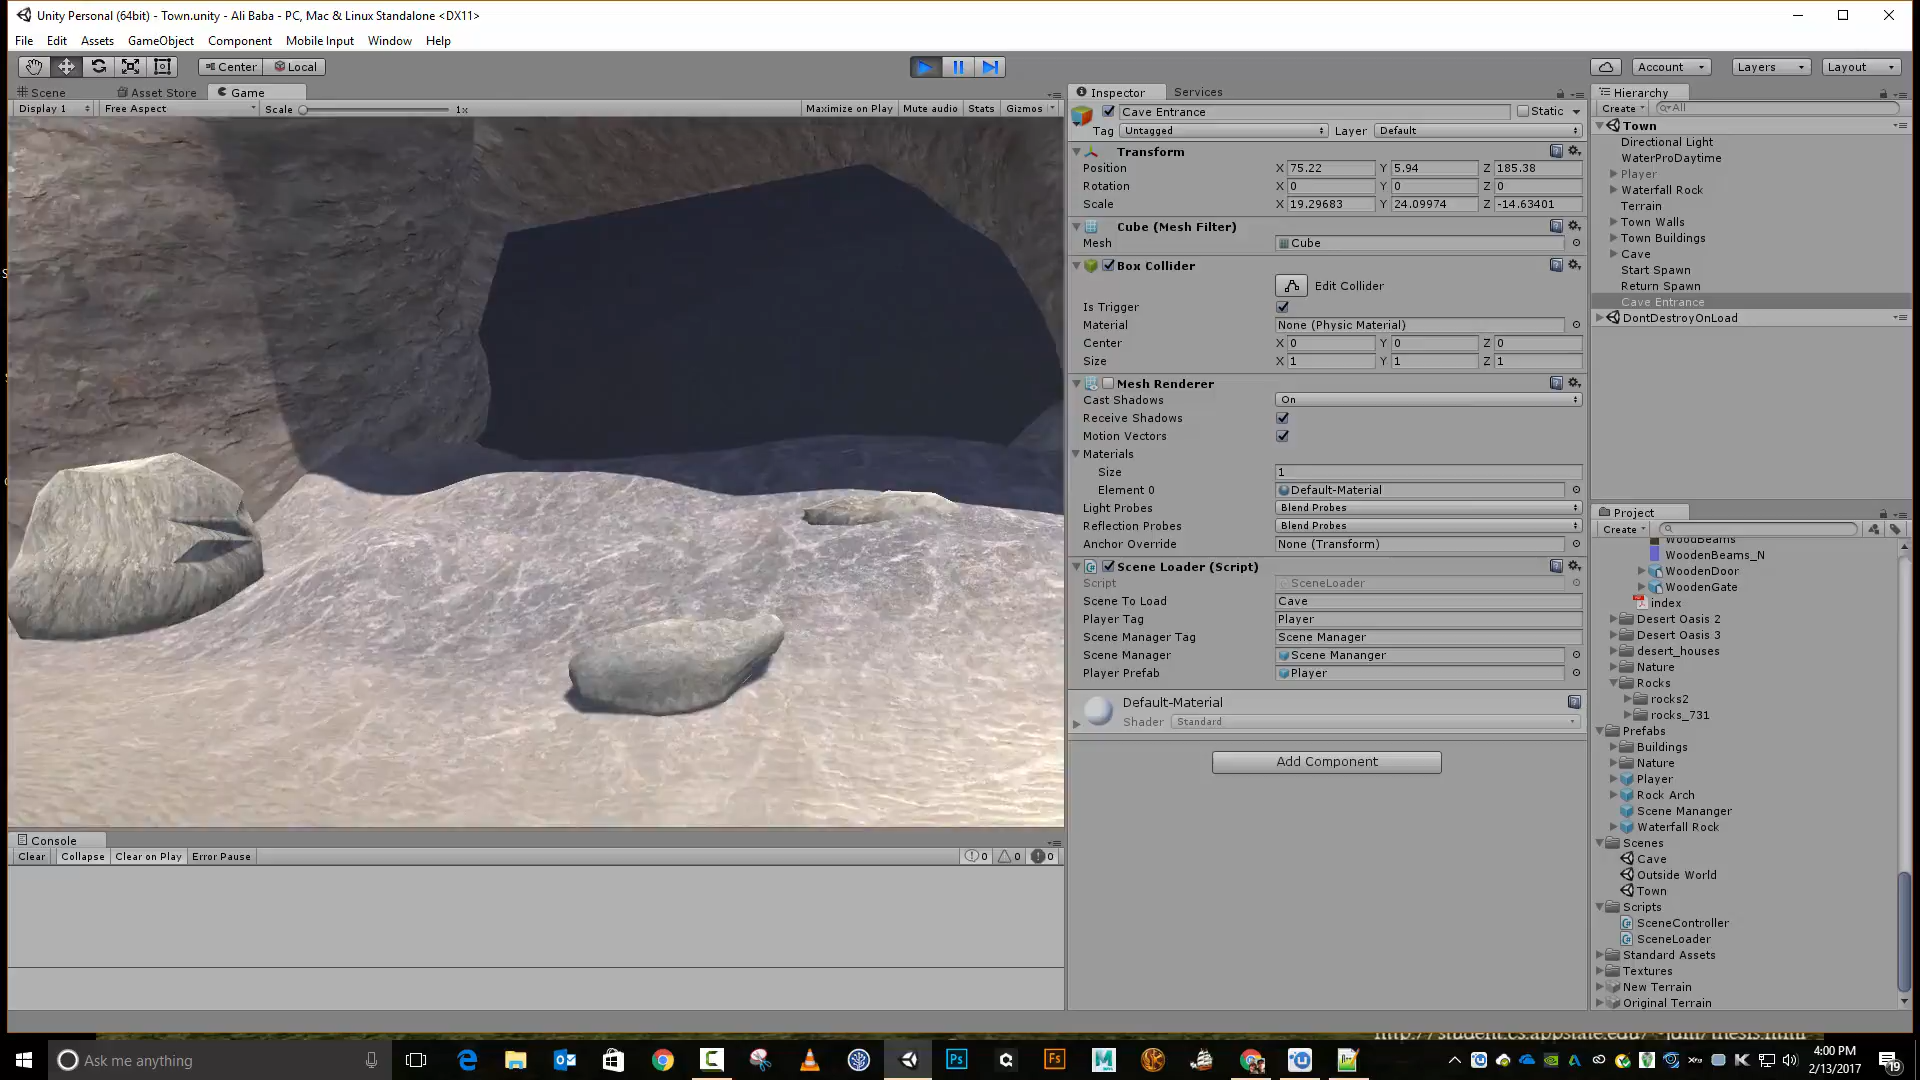 Unity Personal (64bit) - Town.unity - Ali Baba - PC, Mac & Linux Standalone <DX11>
File Edit Assets GameObject Component Mobile Input Window Help
Center Local
Account Layers Layout
Scene Asset Store Game
Display 1 Free Aspect Scale 1x Maximize on Play Mute audio Stats Gizmos
Inspector Services
Cave Entrance Static
Tag Untagged Layer Default
Transform
Position X 75.22 Y 5.94 Z 185.38
Rotation X 0 Y 0 Z 0
Scale X 19.29683 Y 24.09974 Z -14.63401
Cube (Mesh Filter)
Mesh Cube
Box Collider
Edit Collider
Is Trigger
Material None (Physic Material)
Center X 0 Y 0 Z 0
Size X 1 Y 1 Z 1
Mesh Renderer
Cast Shadows On
Receive Shadows
Motion Vectors
Materials
Size 1
Element 0 Default-Material
Light Probes Blend Probes
Reflection Probes Blend Probes
Anchor Override None (Transform)
Scene Loader (Script)
Script SceneLoader
Scene To Load Cave
Player Tag Player
Scene Manager Tag Scene Manager
Scene Manager Scene Mananger
Player Prefab Player
Default-Material
Shader Standard
Add Component
Hierarchy
Create All
Town
Directional Light
WaterProDaytime
Player
Waterfall Rock
Terrain
Town Walls
Town Buildings
Cave
Start Spawn
Return Spawn
Cave Entrance
DontDestroyOnLoad
Project
Create
WoodBeams
WoodenBeams_N
WoodenDoor
WoodenGate
index
Desert Oasis 2
Desert Oasis 3
desert_houses
Nature
Rocks
rocks2
rocks_731
Prefabs
Buildings
Nature
Player
Rock Arch
Scene Mananger
Waterfall Rock
Scenes
Cave
Outside World
Town
Scripts
SceneController
SceneLoader
Standard Assets
Textures
New Terrain
Original Terrain
Console
Clear Collapse Clear on Play Error Pause 0 0 0
Ask me anything
4:00 PM
2/13/2017
19